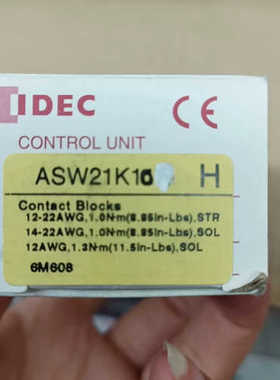 IDEC
CE
CONTROL UNIT
ASW21K10 H
Contact Blocks
12-22AWG,1.0N·m(8.85in-Lbs),STR
14-22AWG,1.0N·m(8.85in-Lbs),SOL
12AWG,1.3N·m(11.5in-Lbs),SOL
6M608